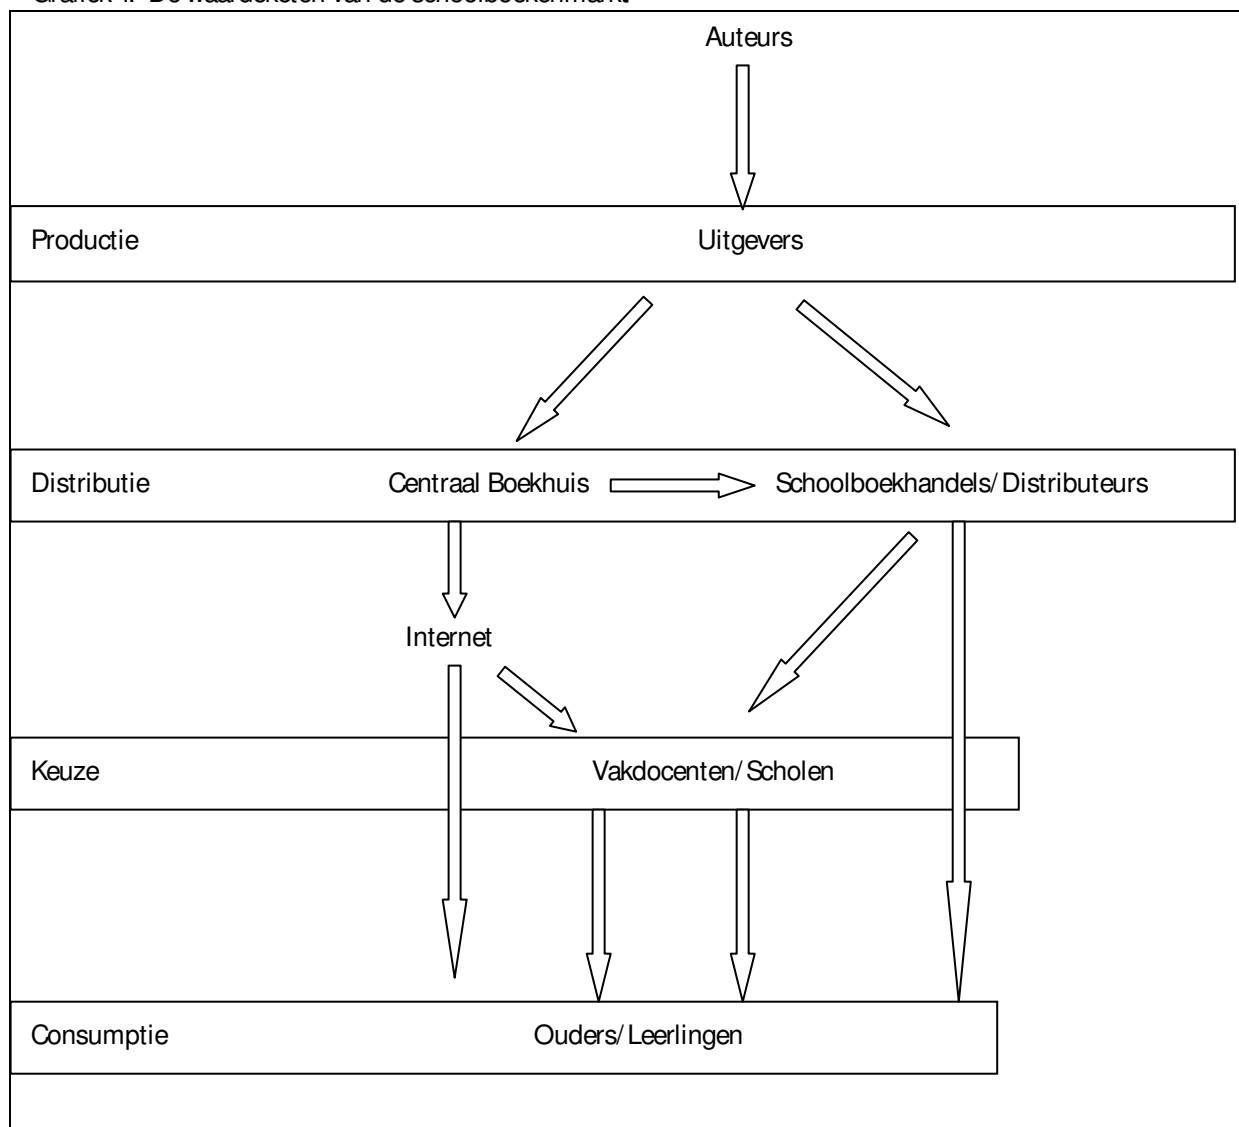 Auteurs
Productie Uitgevers
Distributie Centraal Boekhuis Schoolboekhandels/ Distributeurs
Internet
Keuze Vakdocenten/ Scholen
Consumptie Ouders/ Leerlingen